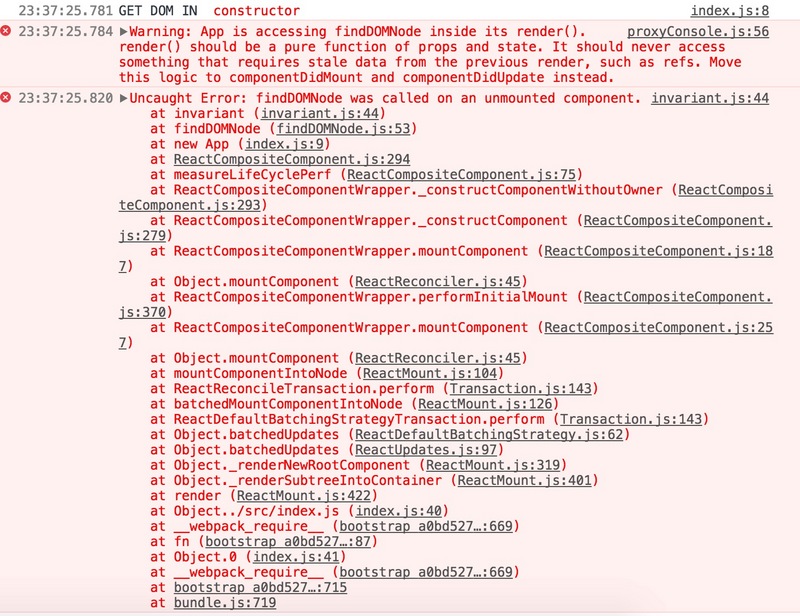 23:37:25.781 GET DOM IN constructor index.js:8
23:37:25.784 ▶Warning: App is accessing findDOMNode inside its render(). proxyConsole.js:56
render() should be a pure function of props and state. It should never access
something that requires stale data from the previous render, such as refs. Move
this logic to componentDidMount and componentDidUpdate instead.
23:37:25.820 ▶Uncaught Error: findDOMNode was called on an unmounted component. invariant.js:44
at invariant (invariant.js:44)
at findDOMNode (findDOMNode.js:53)
at new App (index.js:9)
at ReactCompositeComponent.js:294
at measureLifeCyclePerf (ReactCompositeComponent.js:75)
at ReactCompositeComponentWrapper._constructComponentWithoutOwner (ReactComposi
teComponent.js:293)
at ReactCompositeComponentWrapper._constructComponent (ReactCompositeComponent.
js:279)
at ReactCompositeComponentWrapper.mountComponent (ReactCompositeComponent.js:18
7)
at Object.mountComponent (ReactReconciler.js:45)
at ReactCompositeComponentWrapper.performInitialMount (ReactCompositeComponent.
js:370)
at ReactCompositeComponentWrapper.mountComponent (ReactCompositeComponent.js:25
7)
at Object.mountComponent (ReactReconciler.js:45)
at mountComponentIntoNode (ReactMount.js:104)
at ReactReconcileTransaction.perform (Transaction.js:143)
at batchedMountComponentIntoNode (ReactMount.js:126)
at ReactDefaultBatchingStrategyTransaction.perform (Transaction.js:143)
at Object.batchedUpdates (ReactDefaultBatchingStrategy.js:62)
at Object.batchedUpdates (ReactUpdates.js:97)
at Object._renderNewRootComponent (ReactMount.js:319)
at Object._renderSubtreeIntoContainer (ReactMount.js:401)
at render (ReactMount.js:422)
at Object../src/index.js (index.js:40)
at __webpack_require__ (bootstrap a0bd527…:669)
at fn (bootstrap a0bd527…:87)
at Object.0 (index.js:41)
at __webpack_require__ (bootstrap a0bd527…:669)
at bootstrap a0bd527…:715
at bundle.js:719